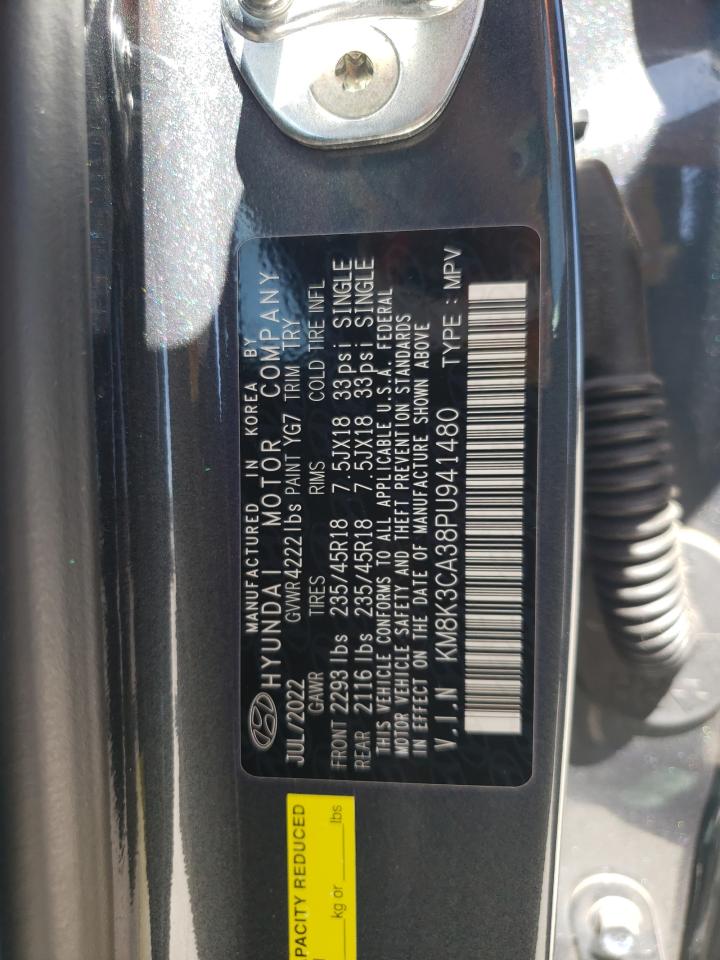 MANUFACTURED IN KOREA BY
HYUNDAI MOTOR COMPANY
JUL/2022 GVWR 4222 lbs PAINT YG7 TRIM TRY
GAWR TIRES RIMS COLD TIRE INFL
FRONT 2293 lbs 235/45R18 7.5JX18 33psi SINGLE
REAR 2116 lbs 235/45R18 7.5JX18 33psi SINGLE
THIS VEHICLE CONFORMS TO ALL APPLICABLE U.S.A. FEDERAL
MOTOR VEHICLE SAFETY AND THEFT PREVENTION STANDARDS
IN EFFECT ON THE DATE OF MANUFACTURE SHOWN ABOVE
V.I.N KM8K3CA38PU941480 TYPE : MPV
PACITY REDUCED
kg or ____lbs